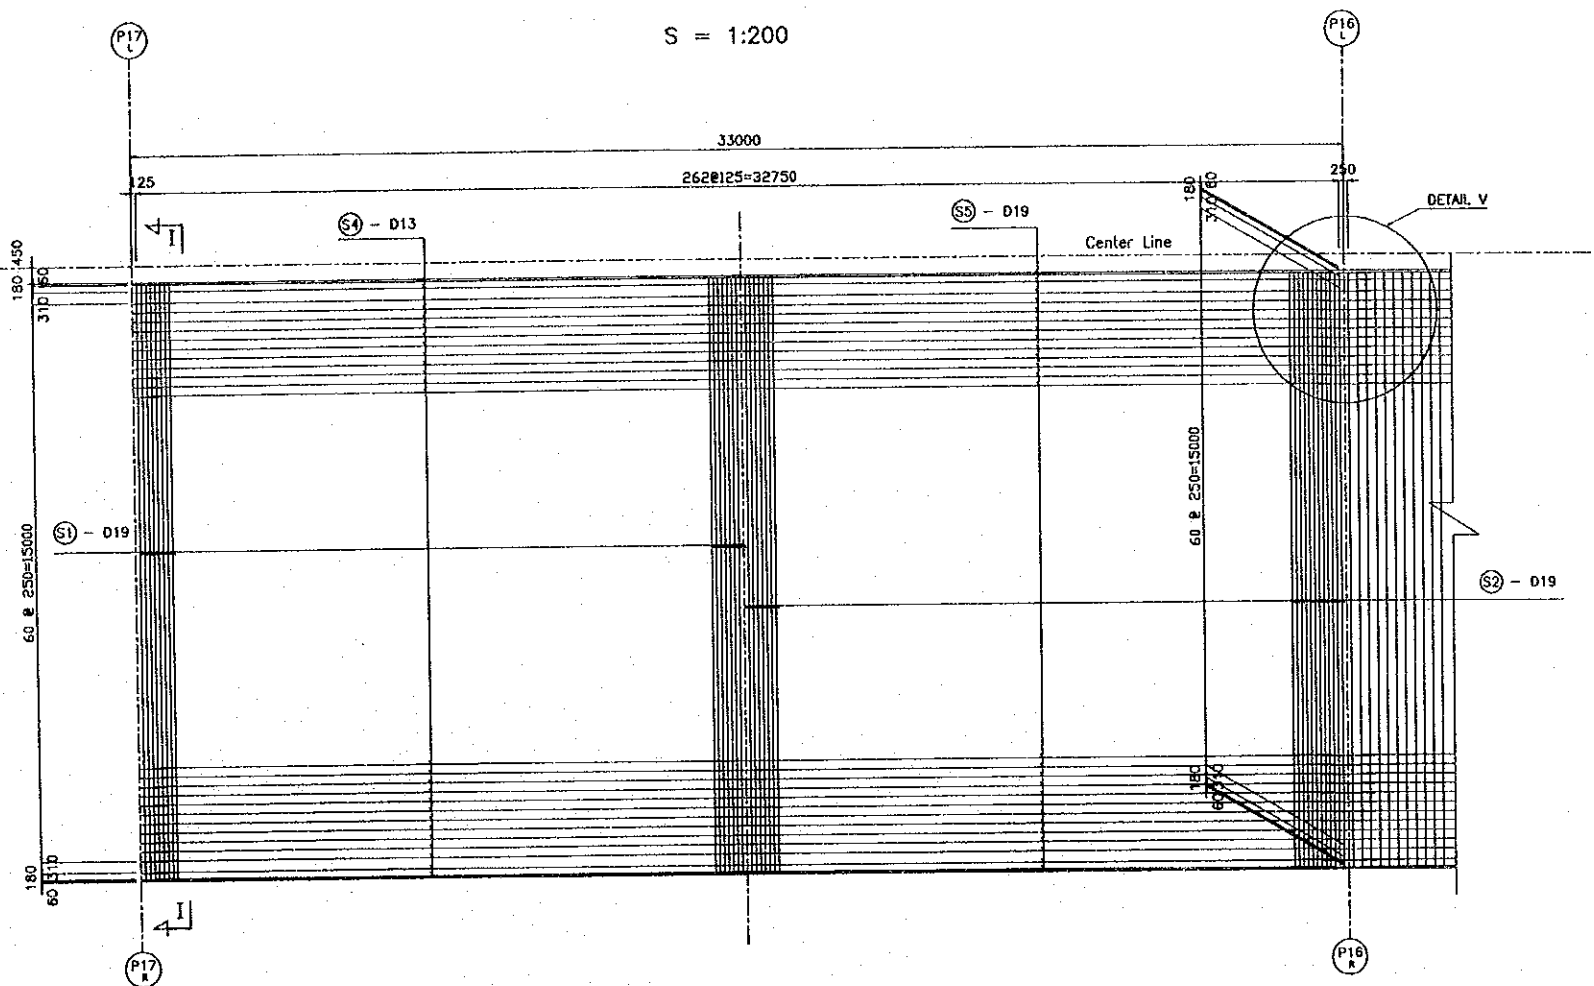 P17
L
S = 1:200
P16
L
33000
125
262@125=32750
250
180
60
310
DETAIL V
S4 - D13
S5 - D19
I
Center Line
450
180
60
310
60 @ 250=15000
60 @ 250=15000
S1 - D19
S2 - D19
180
310
60
180
310
60
I
P17
R
P16
R